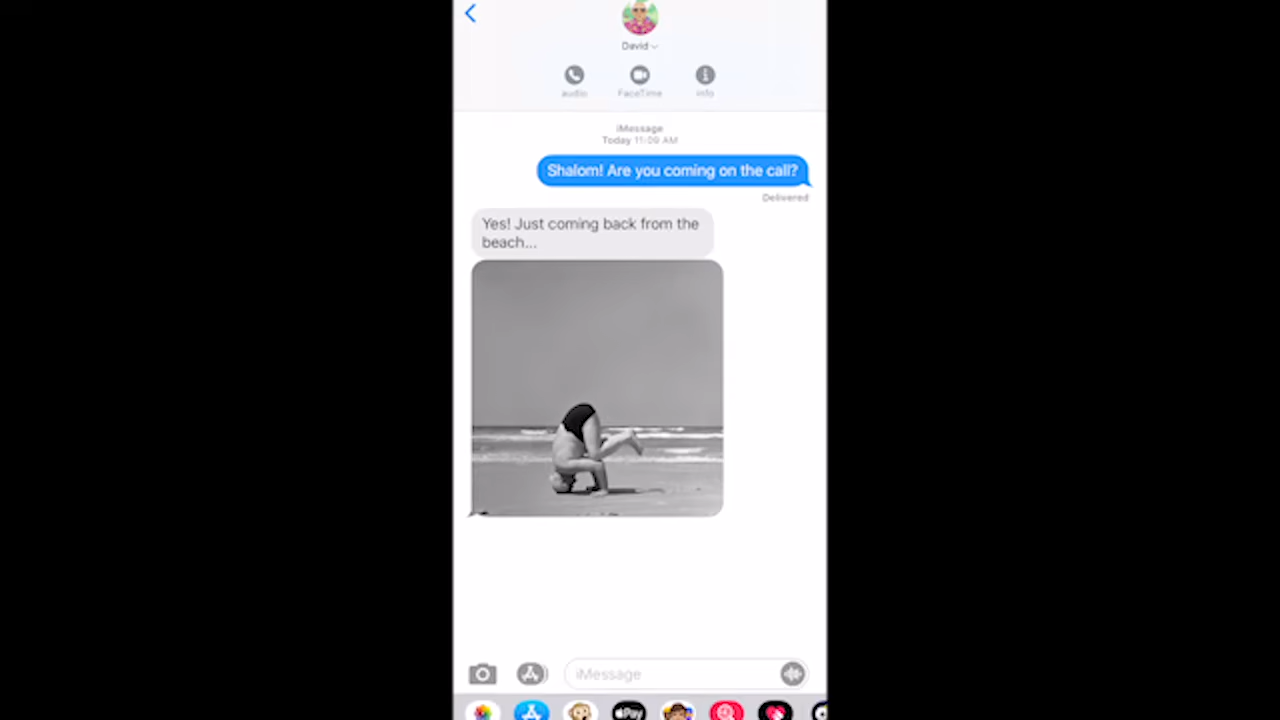 David
audio FaceTime info
iMessage
Today 11:09 AM
Shalom! Are you coming on the call?
Delivered
Yes! Just coming back from the
beach...
iMessage
Pay